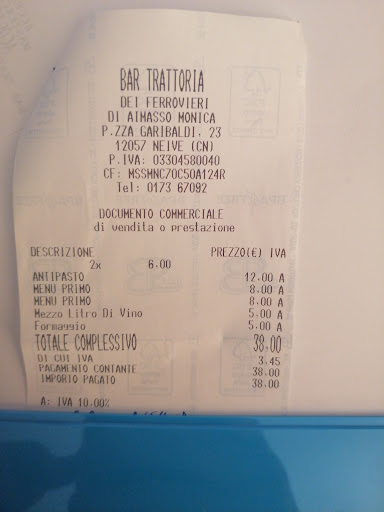 BAR TRATTORIA
DEI FERROVIERI
DI AIMASSO MONICA
P.ZZA GARIBALDI, 23
12057 NEIVE (CN)
P.IVA: 03304580040
CF: MSSMNC70C50A124R
Tel: 0173 67092
DOCUMENTO COMMERCIALE
di vendita o prestazione
DESCRIZIONE PREZZO(€) IVA
2x 6.00
ANTIPASTO 12.00 A
MENU PRIMO 8.00 A
MENU PRIMO 8.00 A
Mezzo Litro Di Vino 5.00 A
Formaggio 5.00 A
TOTALE COMPLESSIVO 38.00
DI CUI IVA 3.45
PAGAMENTO CONTANTE 38.00
IMPORTO PAGATO 38.00
A: IVA 10.00%